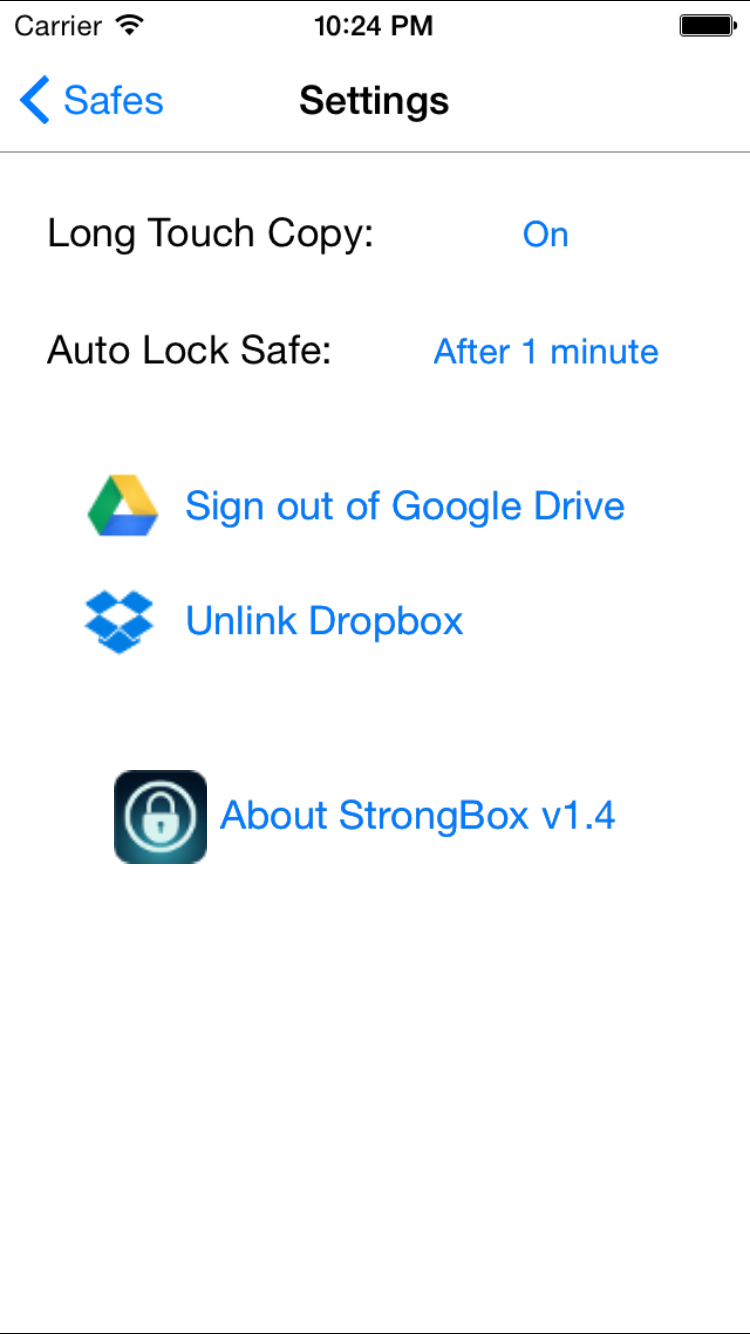 Carrier 10:24 PM
Safes Settings
Long Touch Copy: On
Auto Lock Safe: After 1 minute
Sign out of Google Drive
Unlink Dropbox
About StrongBox v1.4